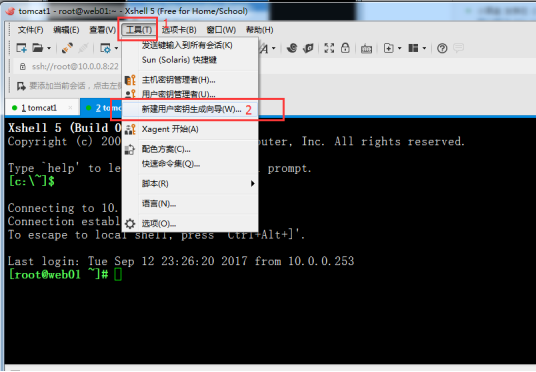 tomcat1 - root@web01:~ - Xshell 5 (Free for Home/School)
文件(F) 编辑(E) 查看(V) 工具(T) 1 选项卡(B) 窗口(W) 帮助(H)
ssh://root@10.0.0.8:22
要添加当前会话，点击左
1 tomcat1
2 tomc
发送键输入到所有会话(K)
Sun (Solaris) 快捷键
主机密钥管理者(H)...
用户密钥管理者(U)...
新建用户密钥生成向导(W)... 2
Xagent 开始(A)
配色方案(C)...
快速命令集(Q)...
脚本(R)
语言(N)...
选项(O)...
Xshell 5 (Build 0
Copyright (c) 200 puter, Inc. All rights reserved.
Type `help' to le prompt.
[c:\~]$
Connecting to 10.
Connection establ
To escape to local shell, press 'Ctrl+Alt+]'.
Last login: Tue Sep 12 23:26:20 2017 from 10.0.0.253
[root@web01 ~]#